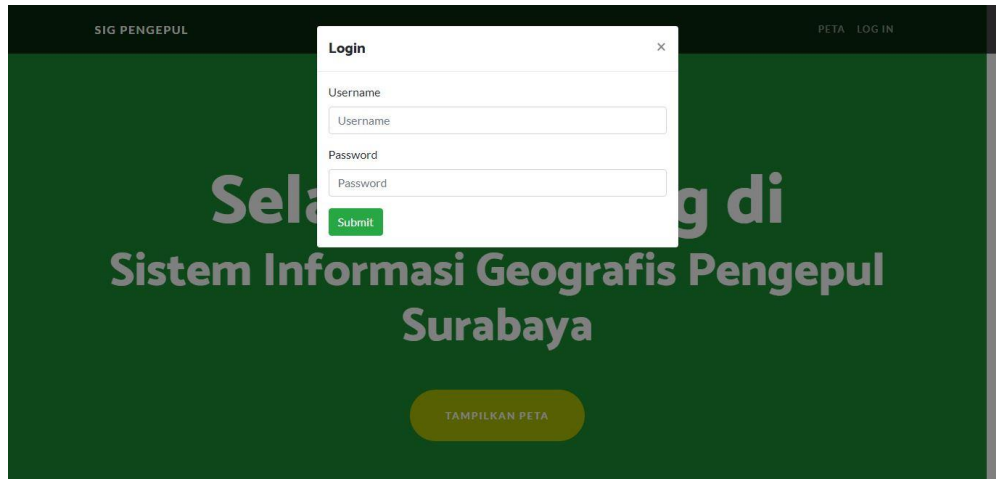 SIG PENGEPUL
PETA LOG IN
Login ×
Username
Username
Password
Password
Submit
Sela g di
Sistem Informasi Geografis Pengepul
Surabaya
TAMPILKAN PETA